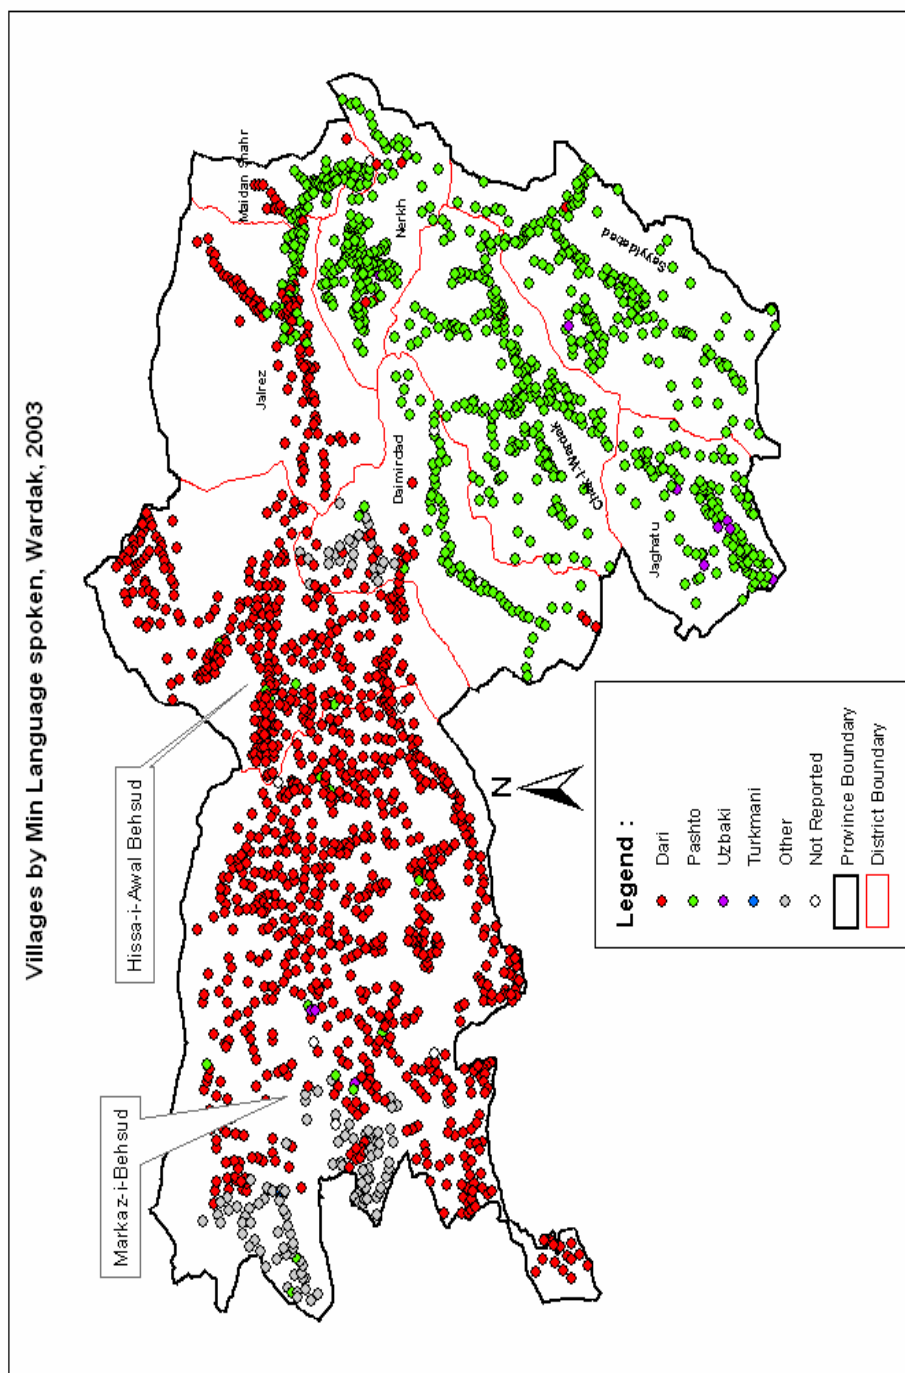 Villages by Min Language spoken, Wardak, 2003
Markaz-i-Behsud
Hissa-i-Awal Behsud
Jalrez
Maidan Shahr
Nerkh
Daimirdad
Chak-i-Wardak
Sayyidabad
Jaghatu
N
Legend :
Dari
Pashto
Uzbaki
Turkmani
Other
Not Reported
Province Boundary
District Boundary